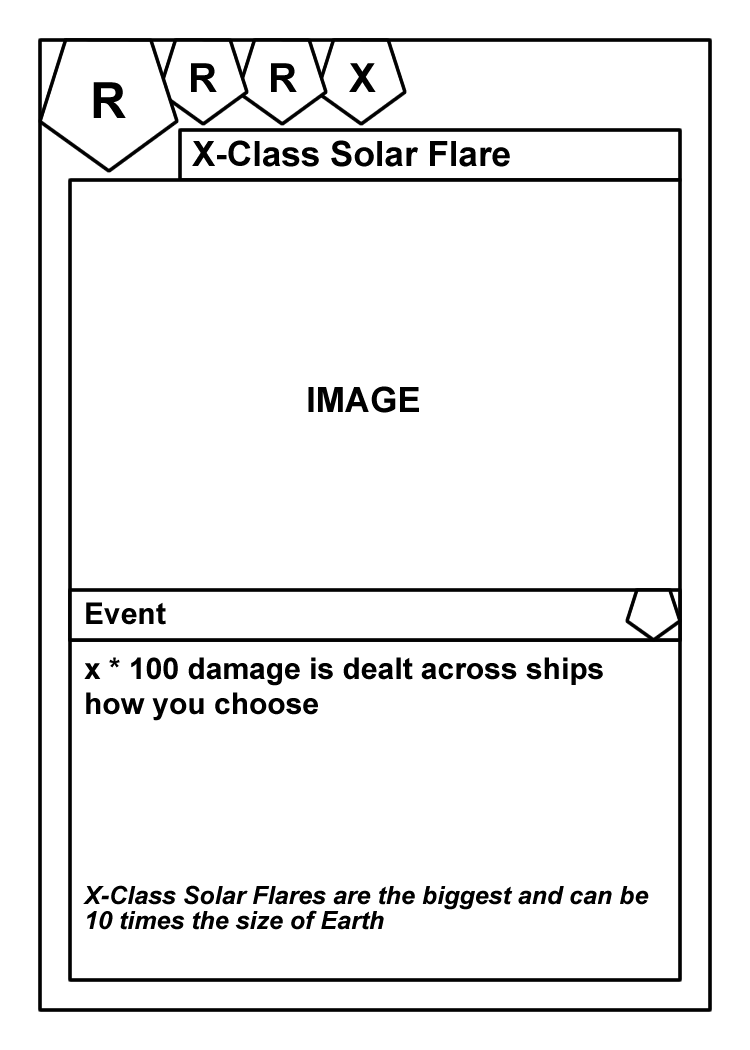 R R R X
X-Class Solar Flare
IMAGE
Event
x * 100 damage is dealt across ships
how you choose
X-Class Solar Flares are the biggest and can be
10 times the size of Earth